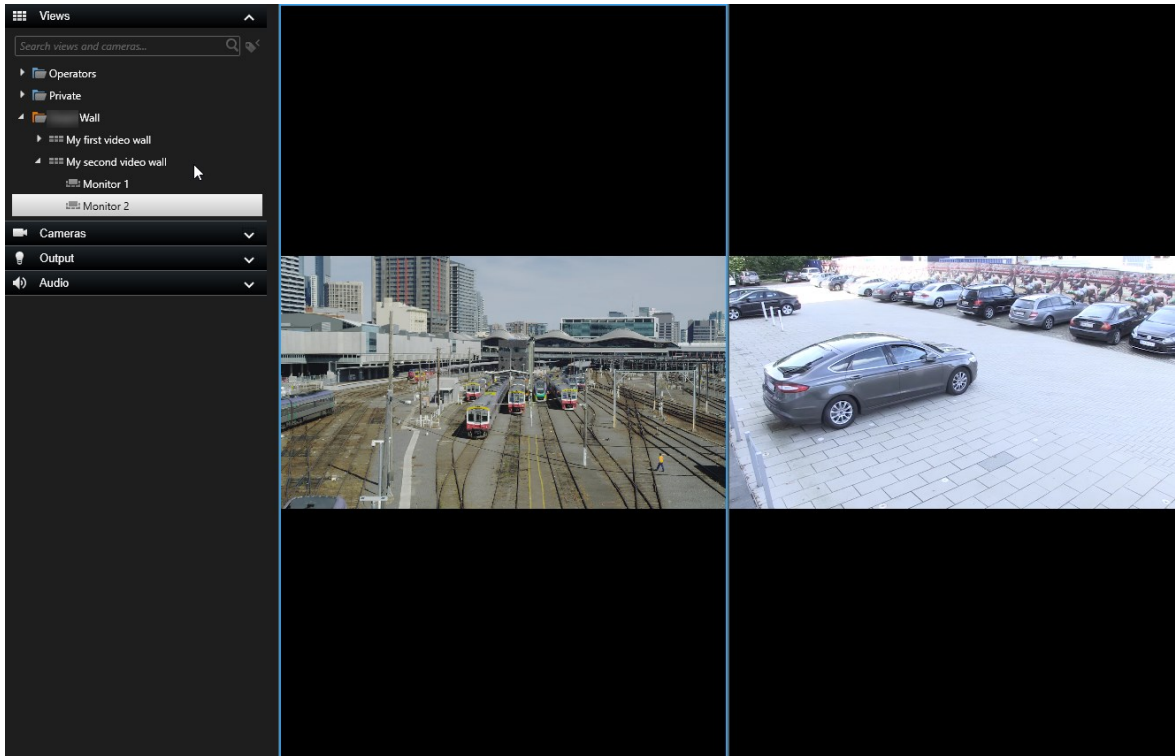 Views
Search views and cameras...
Operators
Private
Wall
My first video wall
My second video wall
Monitor 1
Monitor 2
Cameras
Output
Audio